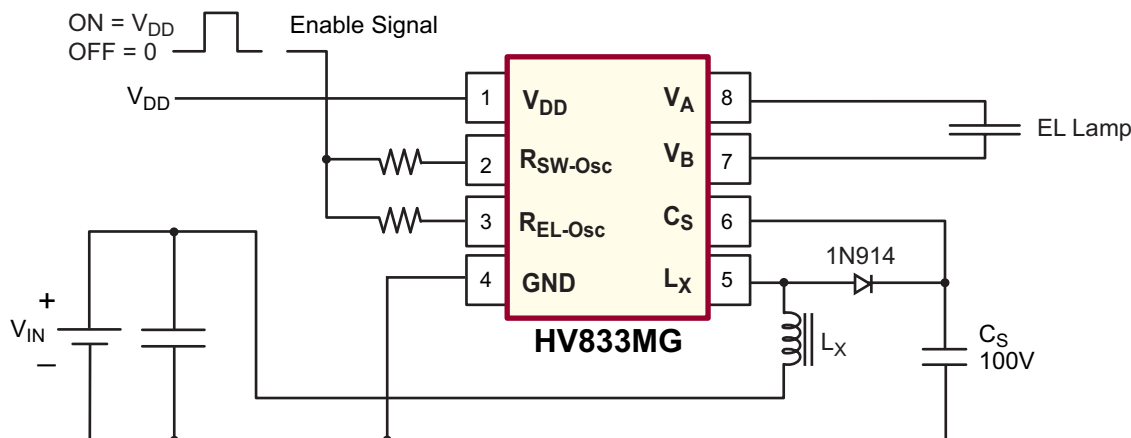 ON = VDD
OFF = 0
Enable Signal
VDD
1
VDD
VA
8
EL Lamp
2
RSW-Osc
VB
7
3
REL-Osc
CS
6
4
GND
LX
5
1N914
+
VIN
–
HV833MG
LX
CS
100V